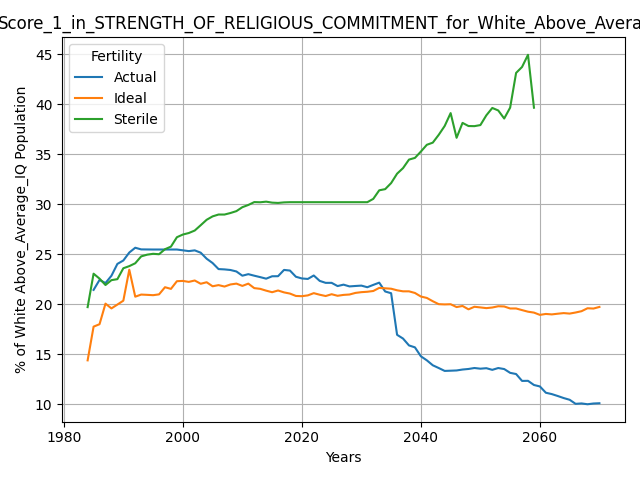 Score_1_in_STRENGTH_OF_RELIGIOUS_COMMITMENT_for_White_Above_Avera
Fertility
Actual
Ideal
Sterile
% of White Above_Average_IQ Population
45
40
35
30
25
20
15
10
1980
2000
2020
2040
2060
Years